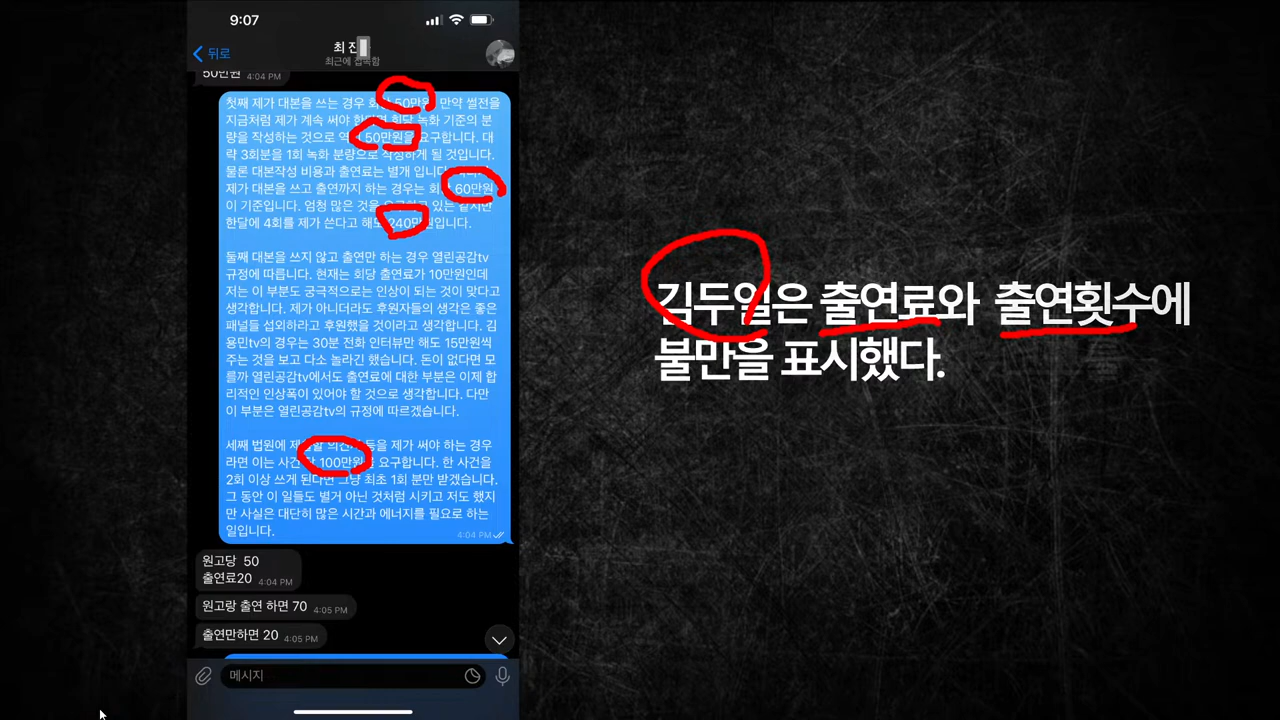 9:07
뒤로
최 진
최근에 접속함
50만원 4:04 PM
첫째 제가 대본을 쓰는 경우 회당 50만원, 만약 썰전을
지금처럼 제가 계속 써야 한다면 회당 녹화 기준의 분
량을 작성하는 것으로 역시 50만원을 요구합니다. 대
략 3회분을 1회 녹화 분량으로 작성하게 될 것입니다.
물론 대본작성 비용과 출연료는 별개 입니다.
제가 대본을 쓰고 출연까지 하는 경우는 회당 60만원
이 기준입니다. 엄청 많은 것을 요구하고 있는 같지만
한달에 4회를 제가 쓴다고 해도 240만원입니다.
둘째 대본을 쓰지 않고 출연만 하는 경우 열린공감tv
규정에 따릅니다. 현재는 회당 출연료가 10만원인데
저는 이 부분도 궁극적으로는 인상이 되는 것이 맞다고
생각합니다. 제가 아니더라도 후원자들의 생각은 좋은
패널들 섭외하라고 후원했을 것이라고 생각합니다. 김
용민tv의 경우는 30분 전화 인터뷰만 해도 15만원씩
주는 것을 보고 다소 놀라긴 했습니다. 돈이 없다면 모
를까 열린공감tv에서도 출연료에 대한 부분은 이제 합
리적인 인상폭이 있어야 할 것으로 생각합니다. 다만
이 부분은 열린공감tv의 규정에 따르겠습니다.
세째 법원에 제출할 의견서 등을 제가 써야 하는 경우
라면 이는 사건당 100만원을 요구합니다. 한 사건을
2회 이상 쓰게 된다면 그냥 최초 1회 분만 받겠습니다.
그 동안 이 일들도 별거 아닌 것처럼 시키고 저도 했지
만 사실은 대단히 많은 시간과 에너지를 필요로 하는
일입니다.
4:04 PM
원고당 50
출연료20 4:04 PM
원고랑 출연 하면 70 4:05 PM
출연만하면 20 4:05 PM
메시지
김두일은 출연료와 출연횟수에
불만을 표시했다.